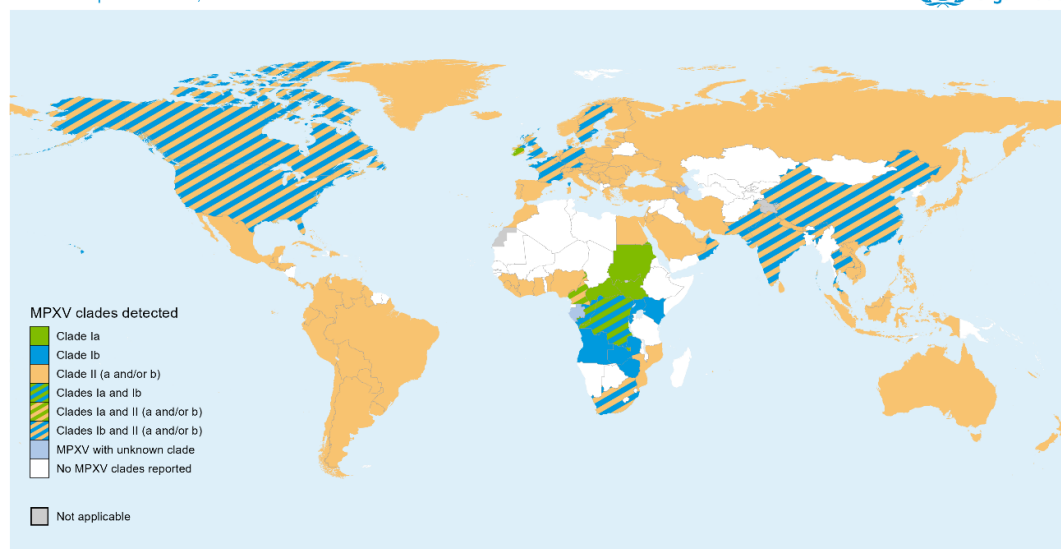 MPXV clades detected
Clade Ia
Clade Ib
Clade II (a and/or b)
Clades Ia and Ib
Clades Ia and II (a and/or b)
Clades Ib and II (a and/or b)
MPXV with unknown clade
No MPXV clades reported
Not applicable